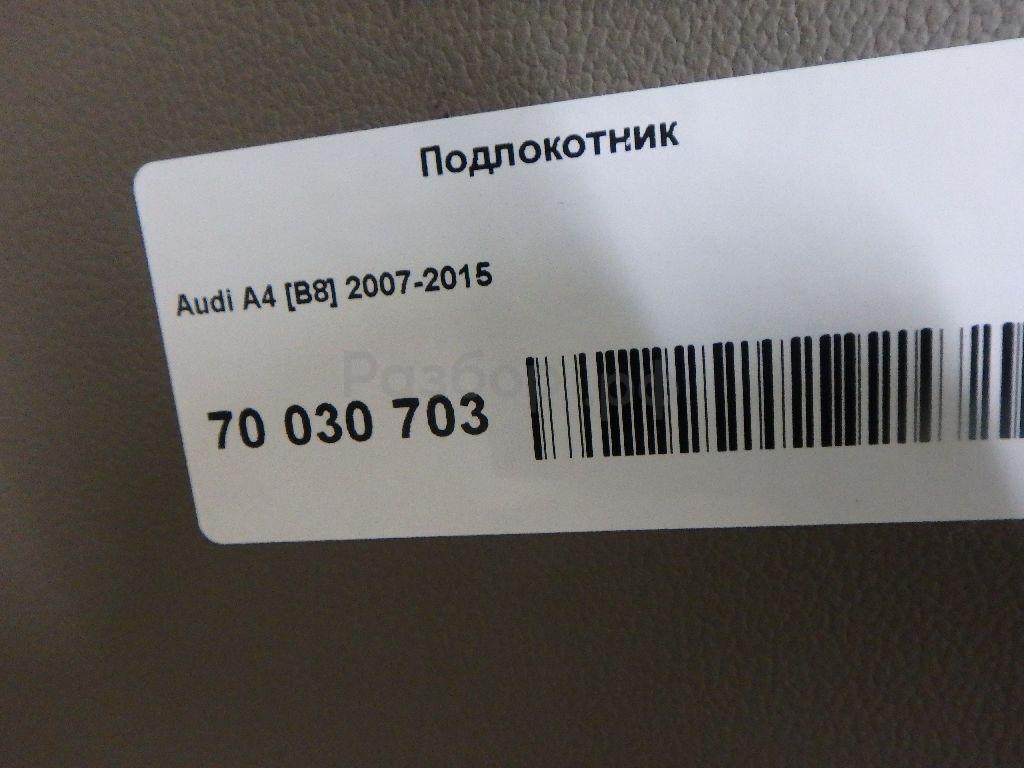 Подлокотник
Audi A4 [B8] 2007-2015
70 030 703